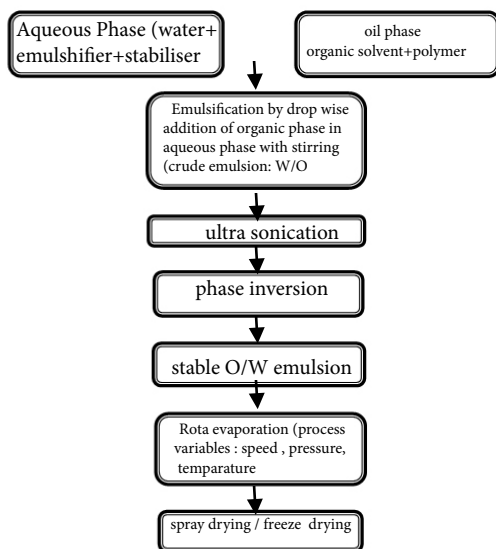 Aqueous Phase (water+
emulshifier+stabiliser
oil phase
organic solvent+polymer
Emulsification by drop wise
addition of organic phase in
aqueous phase with stirring
(crude emulsion: W/O
ultra sonication
phase inversion
stable O/W emulsion
Rota evaporation (process
variables : speed , pressure,
temparature
spray drying / freeze drying